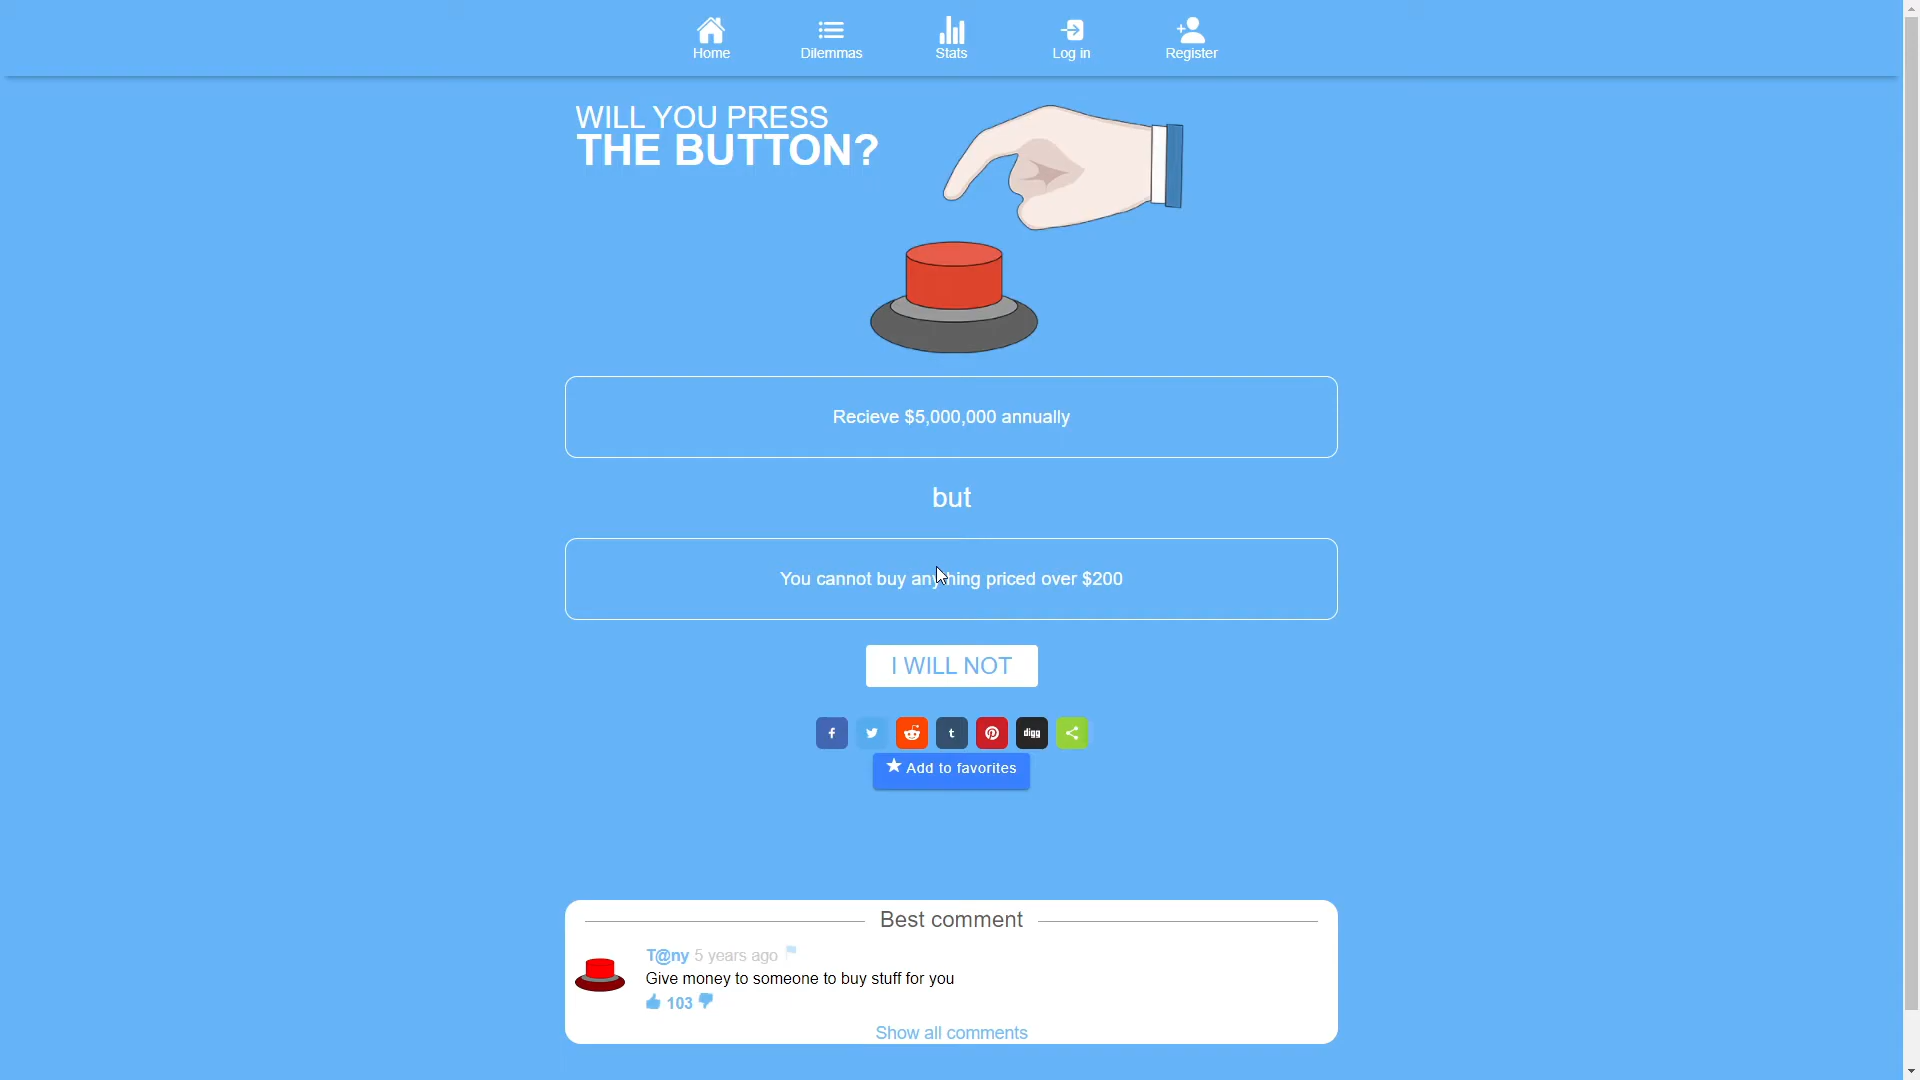 Home
Dilemmas
Stats
Log in
Register
WILL YOU PRESS
THE BUTTON?
Recieve $5,000,000 annually
but
You cannot buy anything priced over $200
I WILL NOT
f
t
digg
Add to favorites
Best comment
T@ny 5 years ago
Give money to someone to buy stuff for you
103
Show all comments